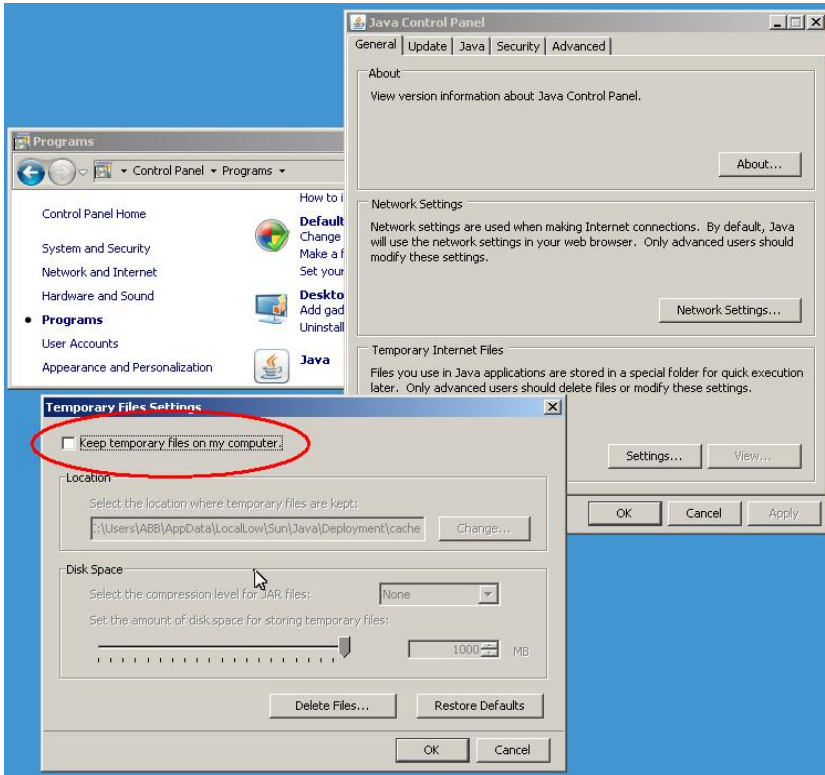 Java Control Panel
General Update Java Security Advanced
About
View version information about Java Control Panel.
About...
Network Settings
Network settings are used when making Internet connections. By default, Java
will use the network settings in your web browser. Only advanced users should
modify these settings.
Network Settings...
Temporary Internet Files
Files you use in Java applications are stored in a special folder for quick execution
later. Only advanced users should delete files or modify these settings.
Settings... View...
OK Cancel Apply
Programs
Control Panel Programs
Control Panel Home
System and Security
Network and Internet
Hardware and Sound
Programs
User Accounts
Appearance and Personalization
How to i
Default
Change
Make a f
Set your
Deskto
Add gad
Uninstall
Java
Temporary Files Settings
Keep temporary files on my computer.
Location
Select the location where temporary files are kept:
:\Users\ABB\AppData\LocalLow\Sun\Java\Deployment\cache Change...
Disk Space
Select the compression level for JAR files: None
Set the amount of disk space for storing temporary files:
1000 MB
Delete Files... Restore Defaults
OK Cancel